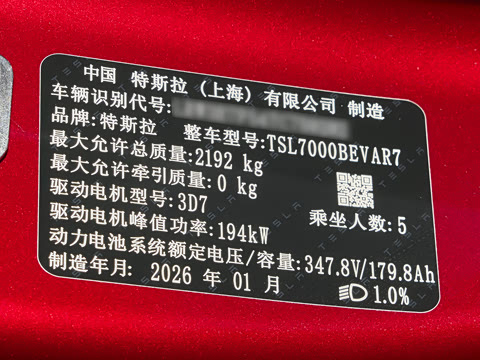 中国 特斯拉（上海）有限公司 制造
车辆识别代号:
品牌:特斯拉 整车型号:TSL7000BEVAR7
最大允许总质量:2192 kg
最大允许牵引质量:0 kg
驱动电机型号:3D7 乘坐人数:5
驱动电机峰值功率:194kW
动力电池系统额定电压/容量:347.8V/179.8Ah
制造年月: 2026 年 01 月 1.0%